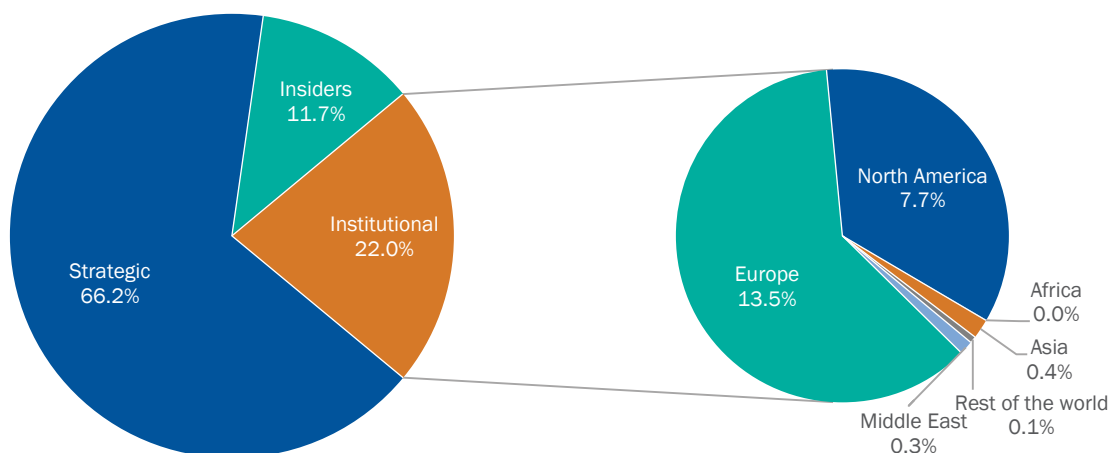 Insiders
11.7%
Institutional
22.0%
Strategic
66.2%
North America
7.7%
Europe
13.5%
Africa
0.0%
Asia
0.4%
Rest of the world
0.1%
Middle East
0.3%